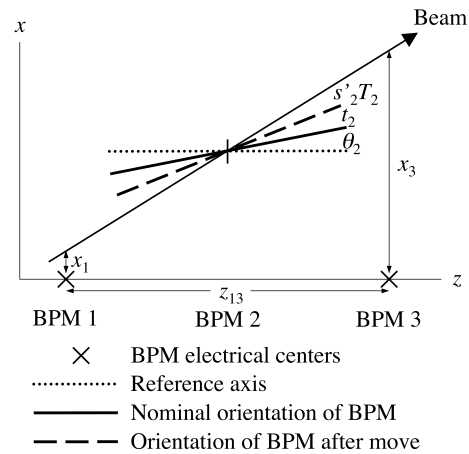 Beam
x
s'₂T₂
t₂
θ₂
x₃
x₁
z₁₃
z
BPM 1
BPM 2
BPM 3
BPM electrical centers
Reference axis
Nominal orientation of BPM
Orientation of BPM after move